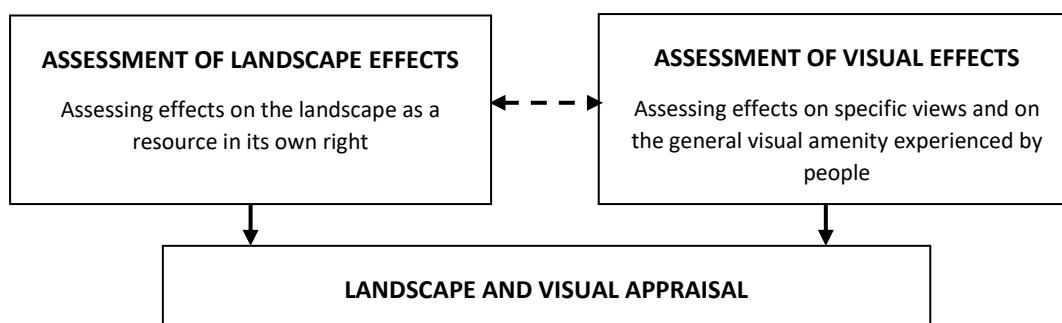 ASSESSMENT OF LANDSCAPE EFFECTS
Assessing effects on the landscape as a
resource in its own right
ASSESSMENT OF VISUAL EFFECTS
Assessing effects on specific views and on
the general visual amenity experienced by
people
LANDSCAPE AND VISUAL APPRAISAL